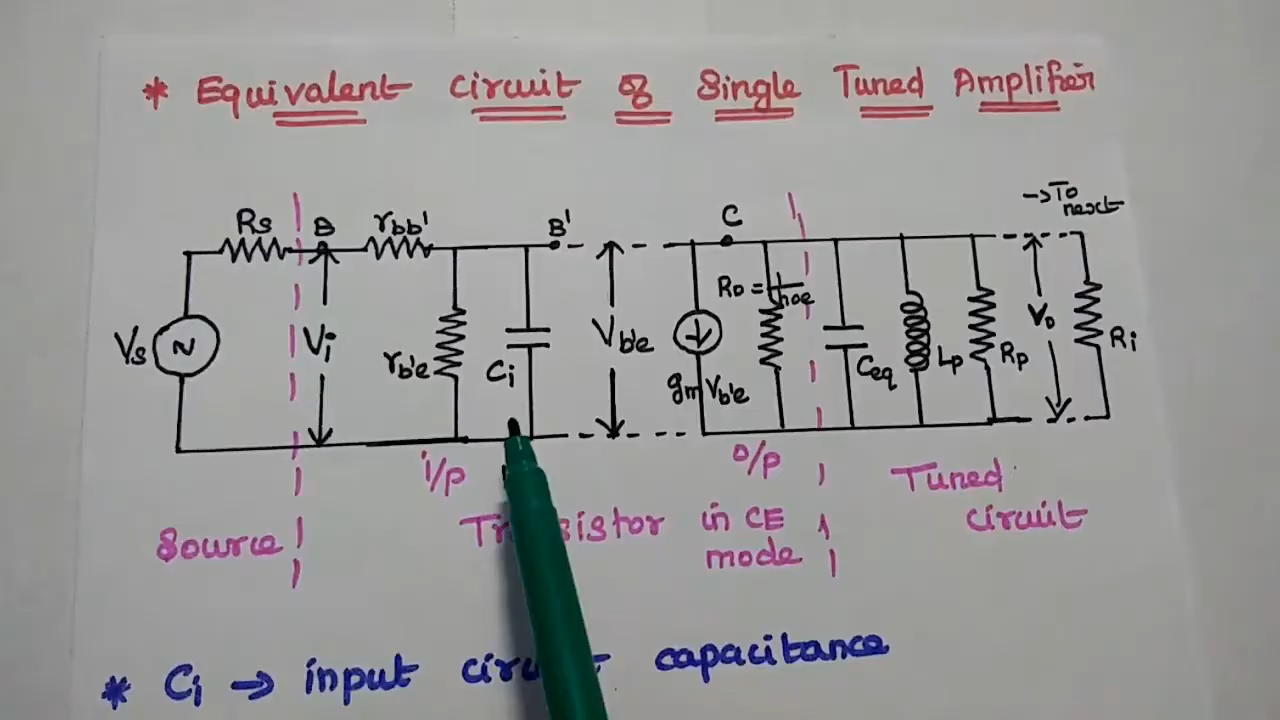 * Equivalent circuit of Single Tuned Amplifier
→ To next
Rs B rbb' B' C
Ro = 1/hoe
Vs Vi rb'e Ci Vb'e gm Vb'e Ceq Lp Rp Vo Ri
i/p o/p
Source in CE mode
Tuned circuit
* Ci → input capacitance